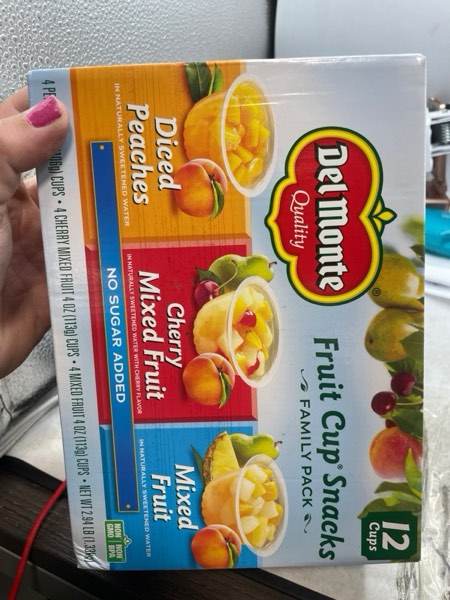 Del Monte®
Quality
Fruit Cup® Snacks
FAMILY PACK
12
Cups
Diced
Peaches
IN NATURALLY SWEETENED WATER
Cherry
Mixed Fruit
IN NATURALLY SWEETENED WATER WITH CHERRY FLAVOR
Mixed
Fruit
IN NATURALLY SWEETENED WATER
NO SUGAR ADDED
NON
GMO
NON
BPA
4 CUPS • 4 CHERRY MIXED FRUIT 4 OZ (113g) CUPS • 4 MIXED FRUIT 4 OZ (113g) CUPS • NET WT 2.94 LB